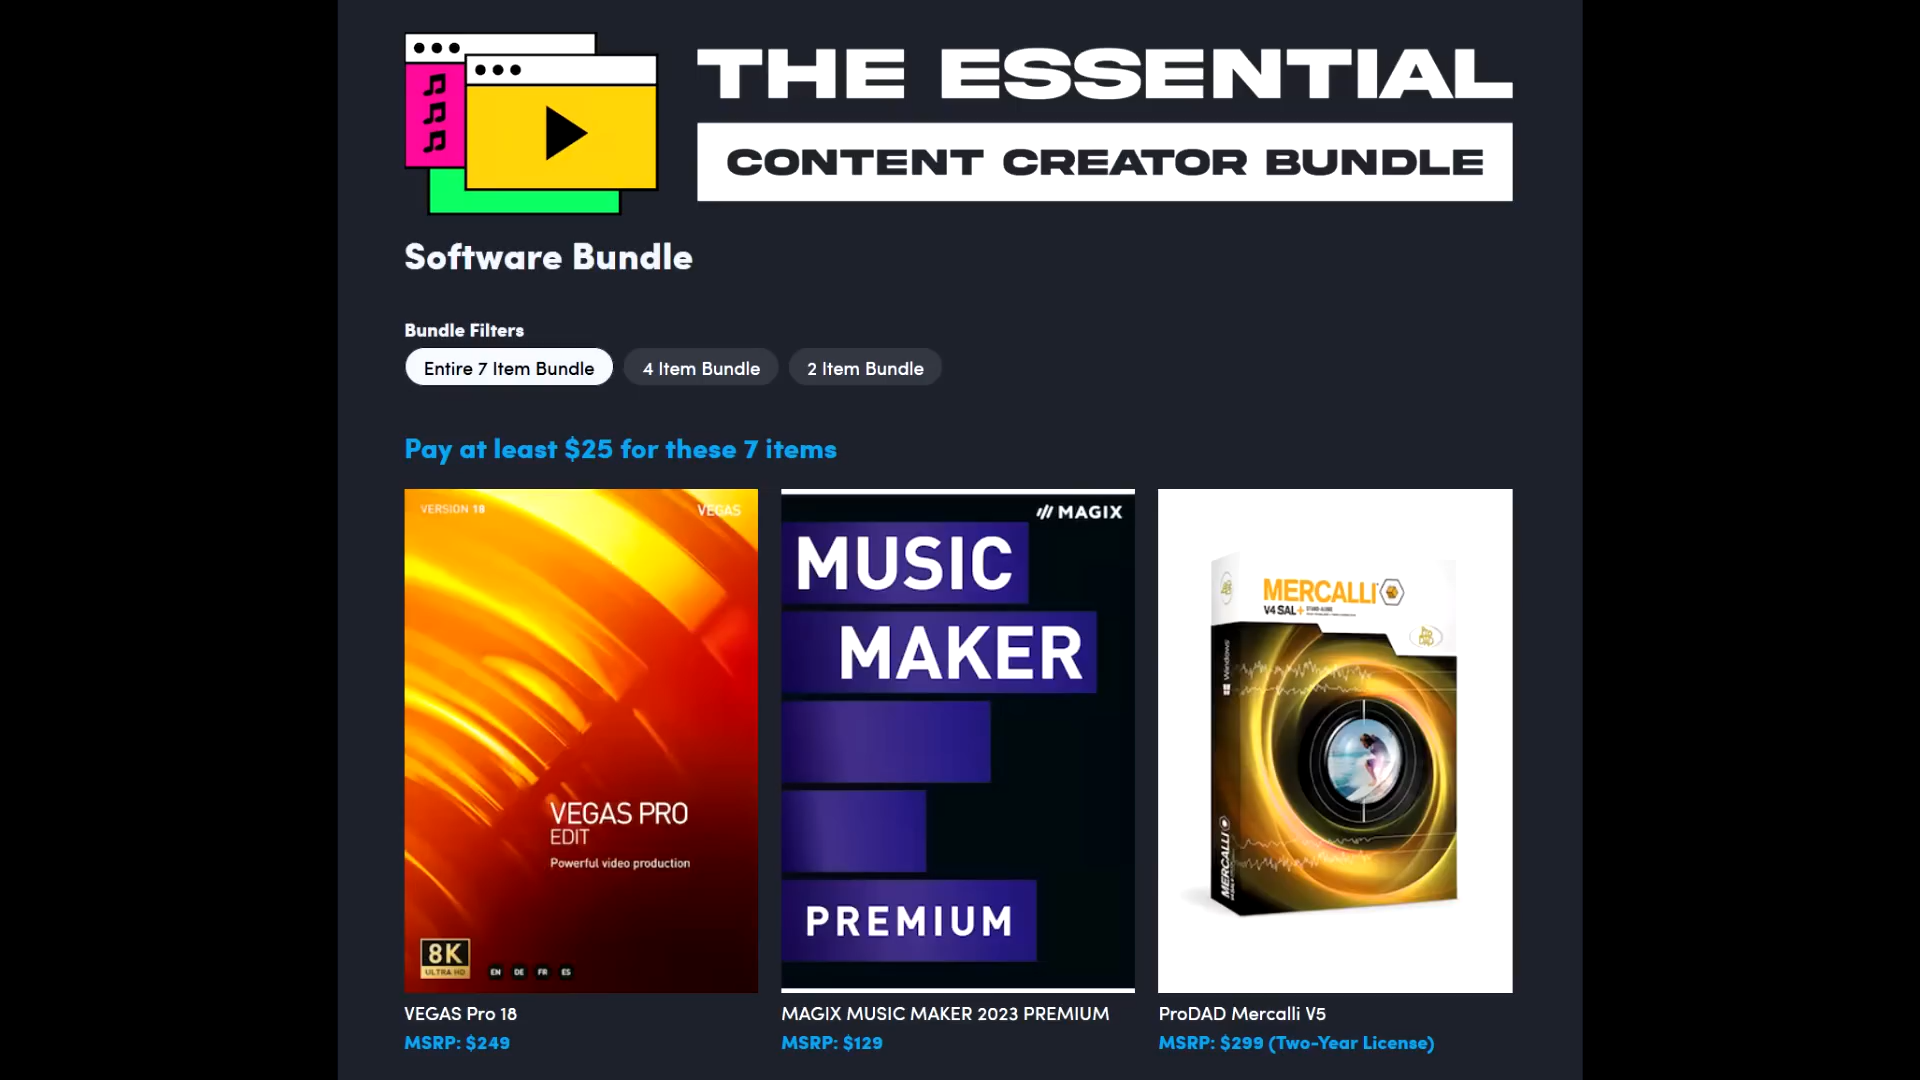 THE ESSENTIAL
CONTENT CREATOR BUNDLE
Software Bundle
Bundle Filters
Entire 7 Item Bundle
4 Item Bundle
2 Item Bundle
Pay at least $25 for these 7 items
VERSION 18
VEGAS
VEGAS PRO
EDIT
Powerful video production
8K
ULTRA HD
EN DE FR ES
VEGAS Pro 18
MSRP: $249
MAGIX
MUSIC
MAKER
PREMIUM
MAGIX MUSIC MAKER 2023 PREMIUM
MSRP: $129
MERCALLI
V4 SAL+
Windows
MERCALLI
ProDAD Mercalli V5
MSRP: $299 (Two-Year License)